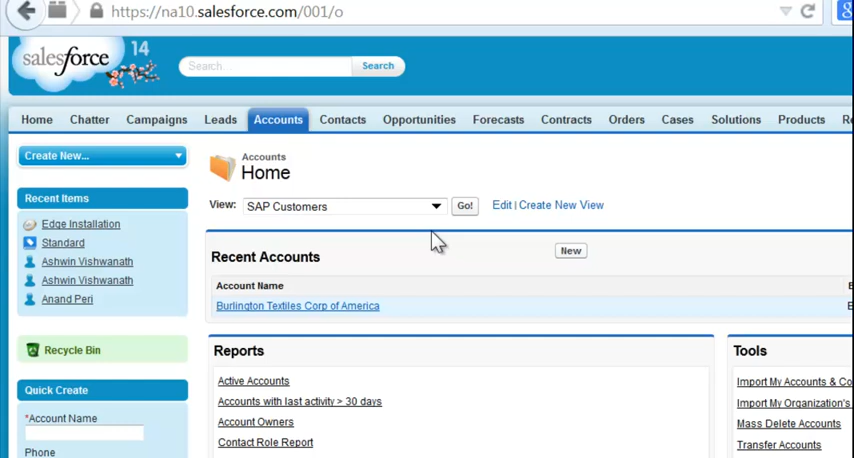 https://na10.salesforce.com/001/o
salesforce
14
Search...
Search
Home Chatter Campaigns Leads Accounts Contacts Opportunities Forecasts Contracts Orders Cases Solutions Products
Create New...
Accounts
Home
View: SAP Customers Go! Edit | Create New View
Recent Items
Edge Installation
Standard
Ashwin Vishwanath
Ashwin Vishwanath
Anand Peri
Recent Accounts
New
Account Name
Burlington Textiles Corp of America
Recycle Bin
Reports
Active Accounts
Accounts with last activity > 30 days
Account Owners
Contact Role Report
Tools
Import My Accounts & Co
Import My Organization's
Mass Delete Accounts
Transfer Accounts
Quick Create
*Account Name
Phone